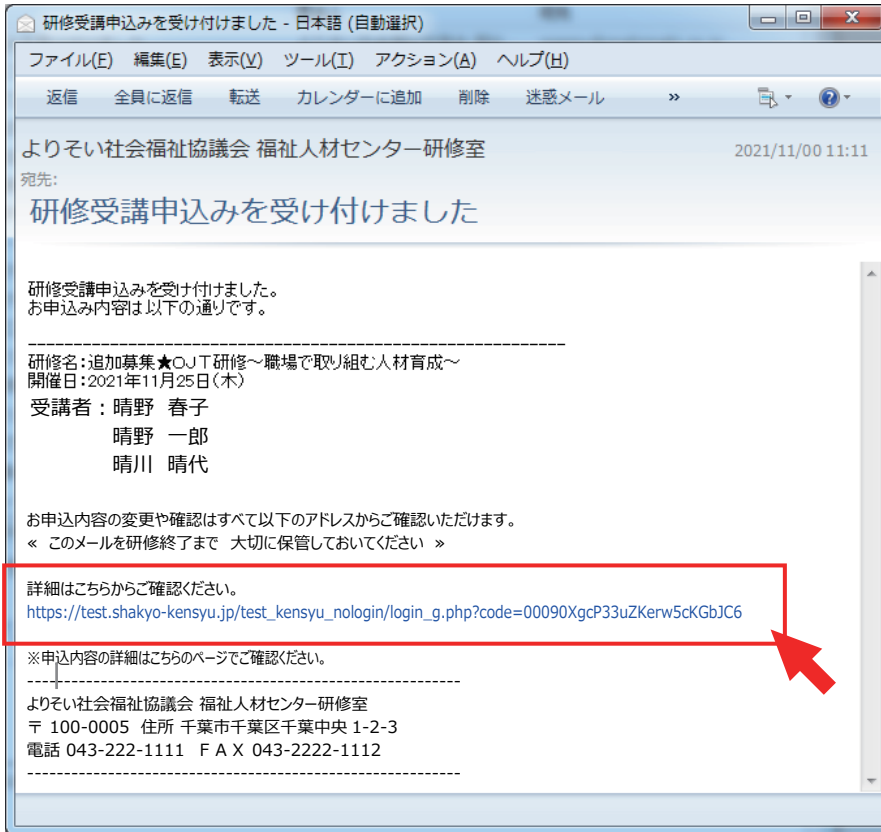 研修受講申込みを受け付けました - 日本語 (自動選択)
ファイル(F) 編集(E) 表示(V) ツール(T) アクション(A) ヘルプ(H)
返信 全員に返信 転送 カレンダーに追加 削除 迷惑メール »
よりそい社会福祉協議会 福祉人材センター研修室 2021/11/00 11:11
宛先:
研修受講申込みを受け付けました
研修受講申込みを受け付けました。
お申込み内容は以下の通りです。
------------------------------------------------------------
研修名:追加募集★OJT研修～職場で取り組む人材育成～
開催日:2021年11月25日(木)
受講者：晴野 春子
晴野 一郎
晴川 晴代
お申込内容の変更や確認はすべて以下のアドレスからご確認いただけます。
« このメールを研修終了まで 大切に保管しておいてください »
詳細はこちらからご確認ください。
https://test.shakyo-kensyu.jp/test_kensyu_nologin/login_g.php?code=00090XgcP33uZKerw5cKGbJC6
※申込内容の詳細はこちらのページでご確認ください。
------------------------------------------------------------
よりそい社会福祉協議会 福祉人材センター研修室
〒 100-0005 住所 千葉市千葉区千葉中央 1-2-3
電話 043-222-1111 ＦＡＸ 043-2222-1112
------------------------------------------------------------